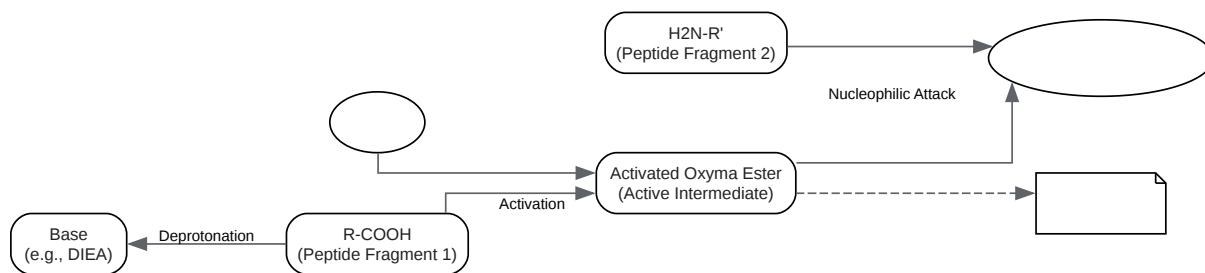 H2N-R'
(Peptide Fragment 2)
Nucleophilic Attack
Activated Oxyma Ester
(Active Intermediate)
Activation
Base
(e.g., DIEA)
Deprotonation
R-COOH
(Peptide Fragment 1)